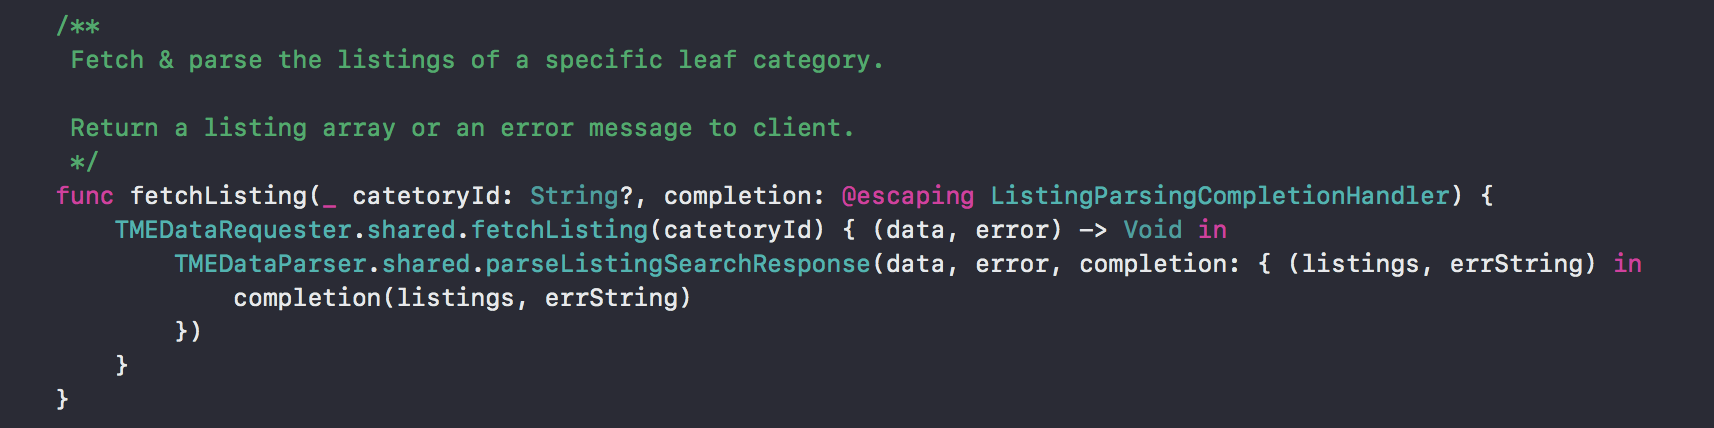 /**
Fetch & parse the listings of a specific leaf category.
Return a listing array or an error message to client.
*/
func fetchListing(_ catetoryId: String?, completion: @escaping ListingParsingCompletionHandler) {
TMEDataRequester.shared.fetchListing(catetoryId) { (data, error) -> Void in
TMEDataParser.shared.parseListingSearchResponse(data, error, completion: { (listings, errString) in
completion(listings, errString)
})
}
}